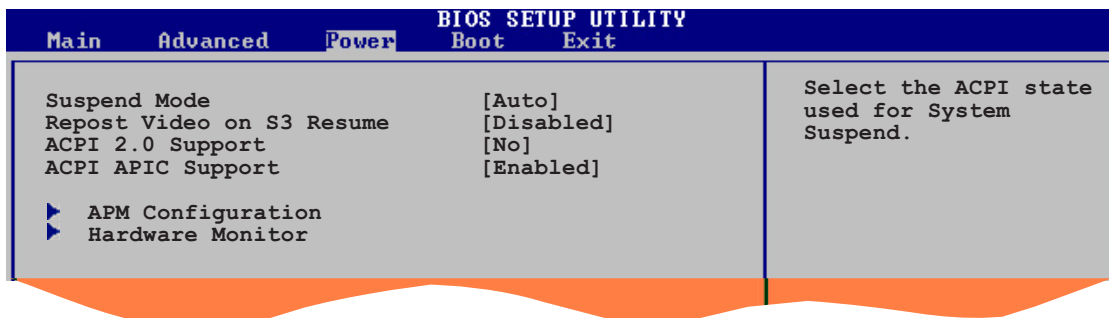 BIOS SETUP UTILITY
Main Advanced Power Boot Exit
Suspend Mode [Auto]
Repost Video on S3 Resume [Disabled]
ACPI 2.0 Support [No]
ACPI APIC Support [Enabled]
APM Configuration
Hardware Monitor
Select the ACPI state
used for System
Suspend.